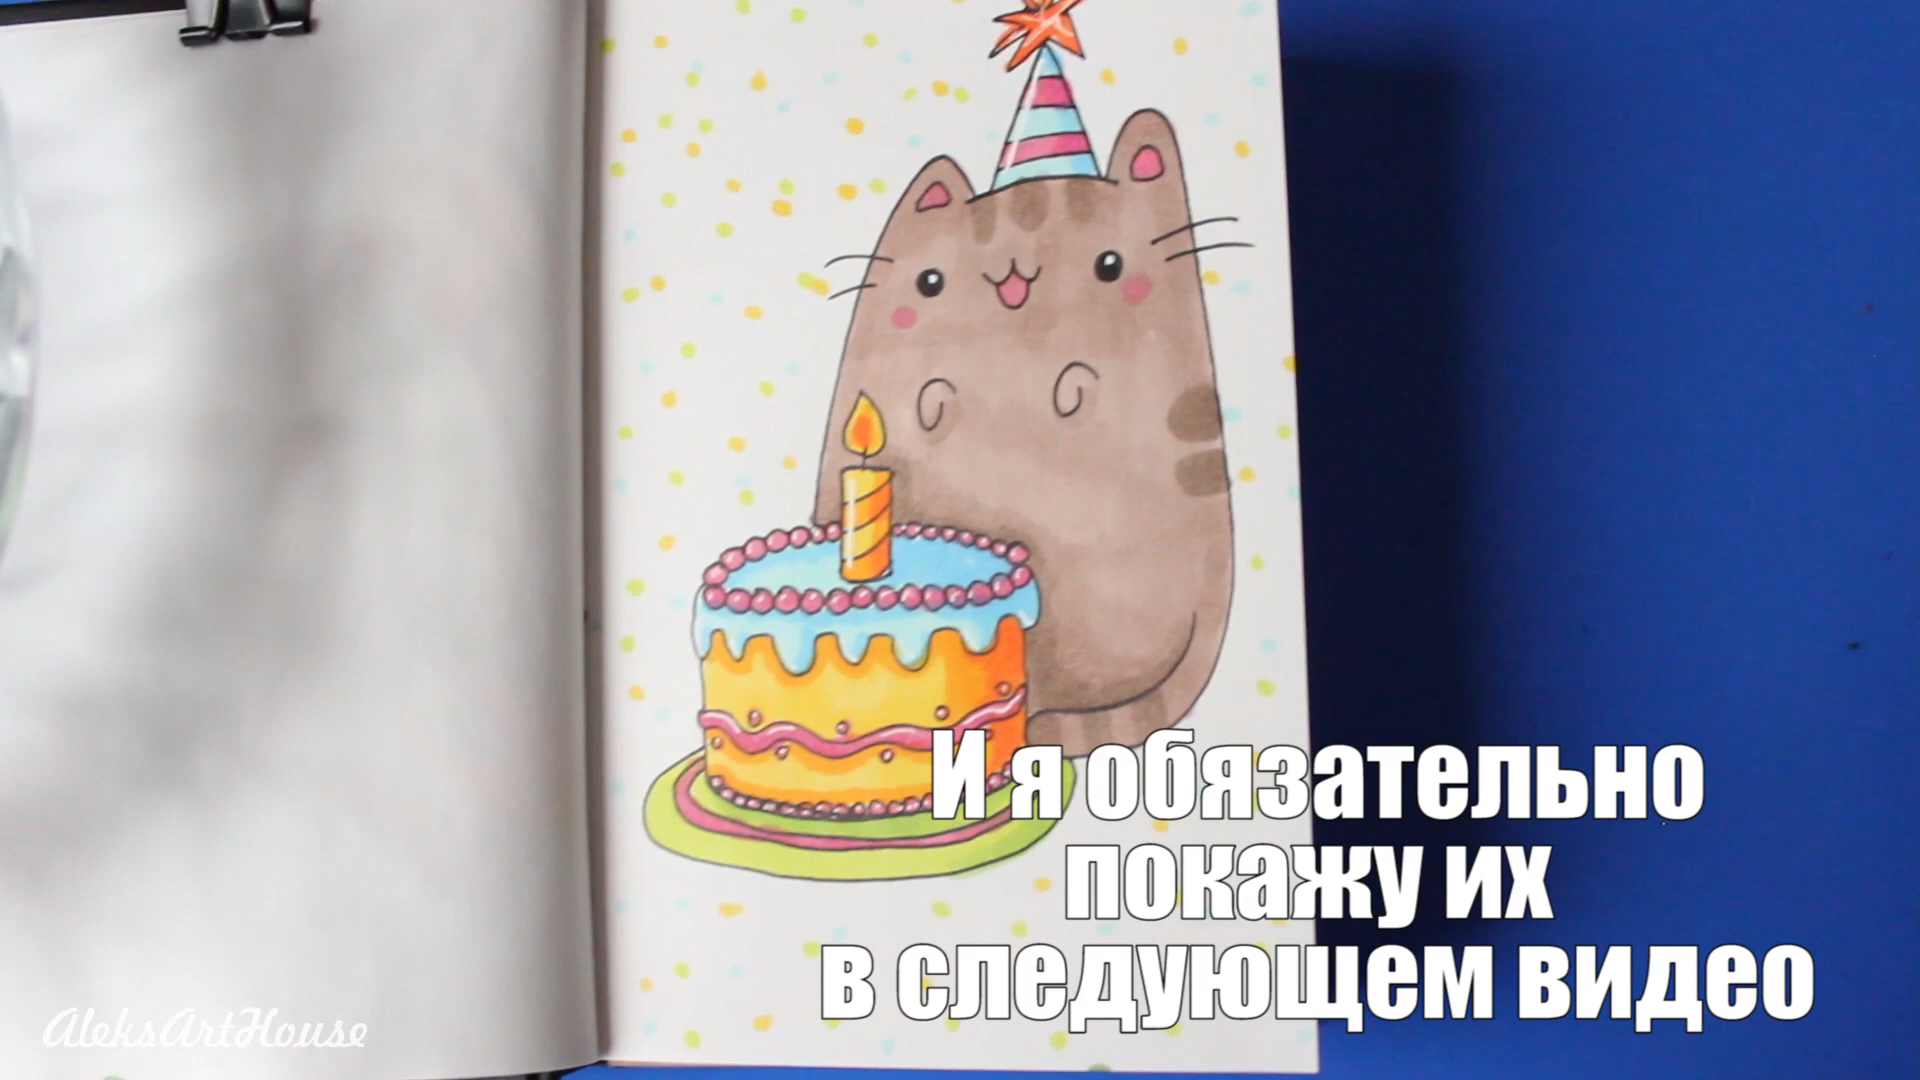 И я обязательно
покажу их
в следующем видео
AleksArtHouse